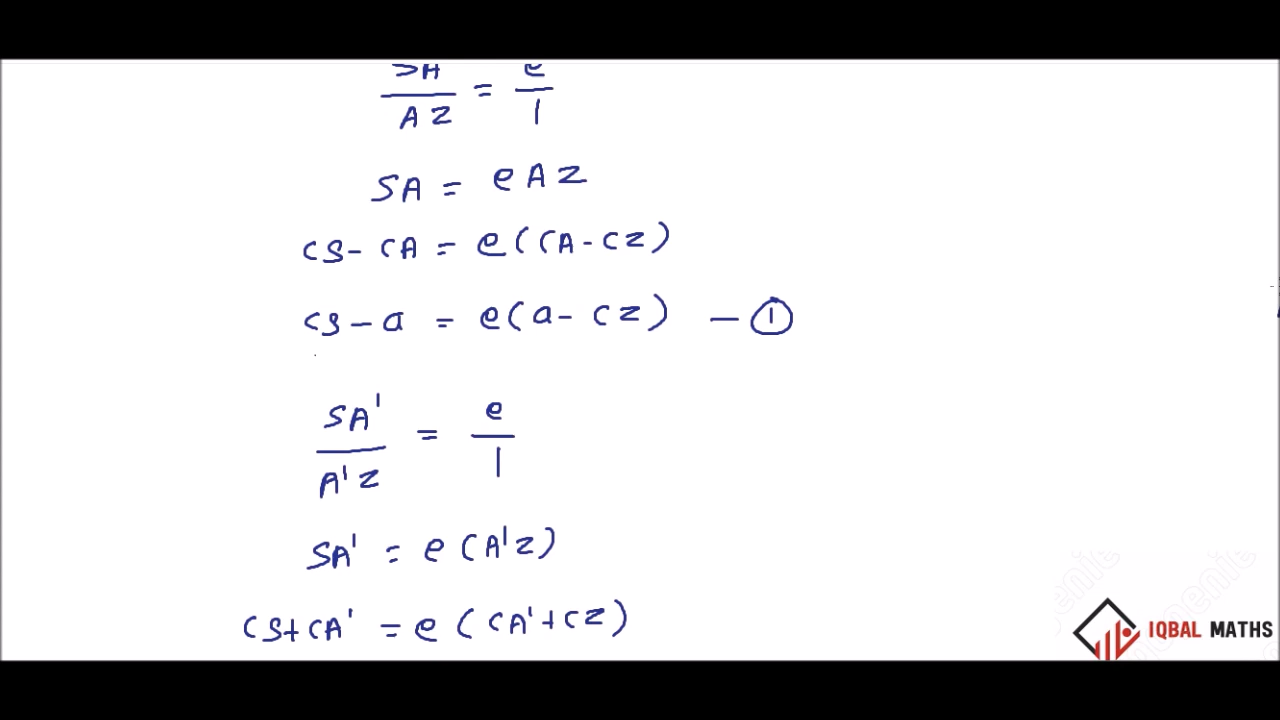 SA/AZ = e/1
SA = e AZ
CS - CA = e(CA - CZ)
CS - a = e(a - CZ) — ①
SA'/A'Z = e/1
SA' = e(A'Z)
CS + CA' = e(CA' + CZ)
IQBAL MATHS